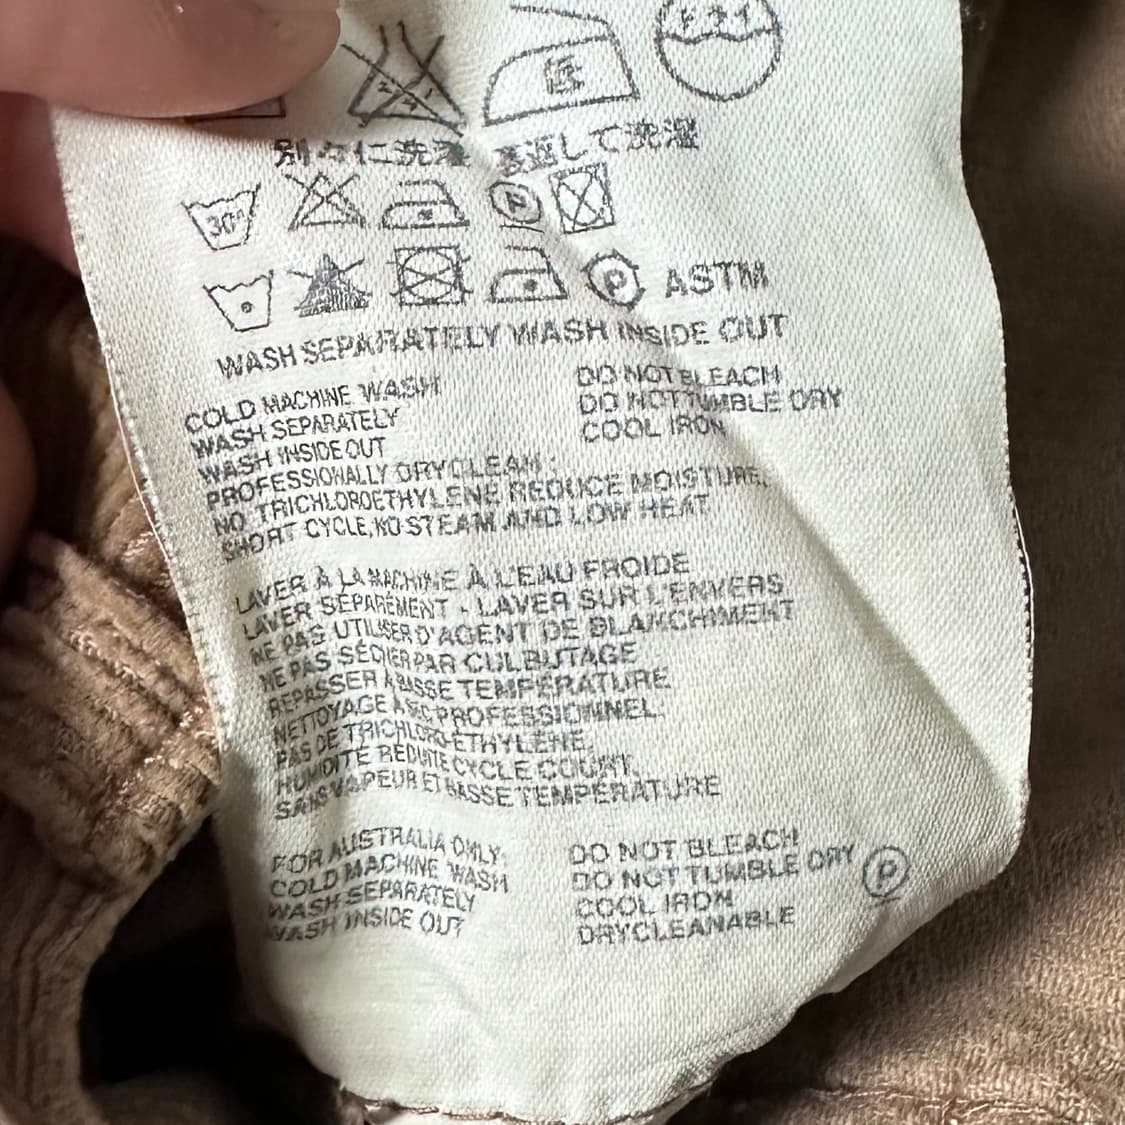 別々に洗濯 裏返して洗濯
30°
P
P ASTM
WASH SEPARATELY WASH INSIDE OUT
COLD MACHINE WASH DO NOT BLEACH
WASH SEPARATELY DO NOT TUMBLE DRY
WASH INSIDE OUT COOL IRON
PROFESSIONALLY DRYCLEAN :
NO TRICHLOROETHYLENE REDUCE MOISTURE,
SHORT CYCLE, NO STEAM AND LOW HEAT
LAVER À LA MACHINE À L'EAU FROIDE
LAVER SÉPARÉMENT - LAVER SUR L'ENVERS
NE PAS UTILISER D'AGENT DE BLANCHIMENT
NE PAS SÉCHER PAR CULBUTAGE
REPASSER À BASSE TEMPÉRATURE
NETTOYAGE À SEC PROFESSIONNEL:
PAS DE TRICHLORO-ÉTHYLÈNE,
HUMIDITÉ RÉDUITE CYCLE COURT,
SANS VAPEUR ET BASSE TEMPÉRATURE
FOR AUSTRALIA ONLY: DO NOT BLEACH
COLD MACHINE WASH DO NOT TUMBLE DRY P
WASH SEPARATELY COOL IRON
WASH INSIDE OUT DRYCLEANABLE